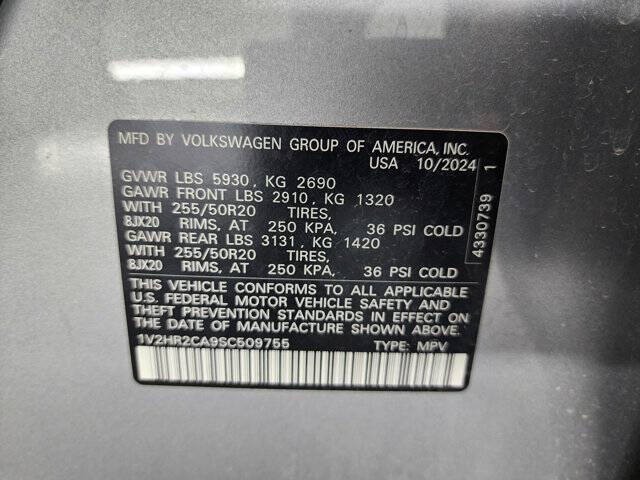 MFD BY VOLKSWAGEN GROUP OF AMERICA, INC.
USA 10/2024
GVWR LBS 5930, KG 2690
GAWR FRONT LBS 2910, KG 1320
WITH 255/50R20 TIRES,
8JX20 RIMS, AT 250 KPA, 36 PSI COLD
GAWR REAR LBS 3131, KG 1420
WITH 255/50R20 TIRES,
8JX20 RIMS, AT 250 KPA, 36 PSI COLD
THIS VEHICLE CONFORMS TO ALL APPLICABLE
U.S. FEDERAL MOTOR VEHICLE SAFETY AND
THEFT PREVENTION STANDARDS IN EFFECT ON
THE DATE OF MANUFACTURE SHOWN ABOVE.
1V2HR2CA9SC509755 TYPE: MPV
4330739 1